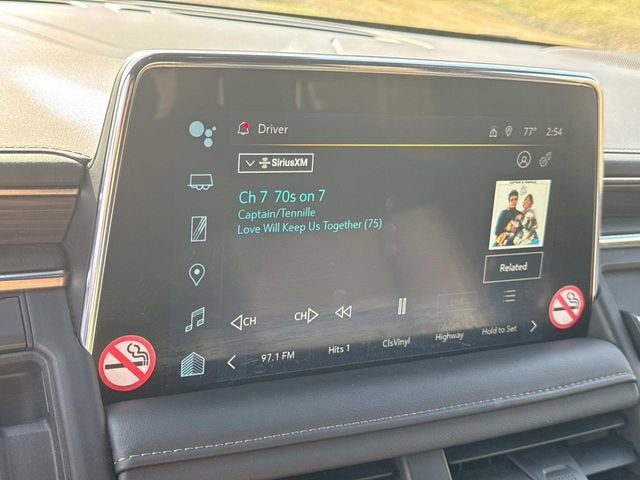 Driver
77° 2:54
SiriusXM
Ch 7 70s on 7
Captain/Tennille
Love Will Keep Us Together (75)
Related
CH CH
97.1 FM Hits 1 ClsVinyl Highway Hold to Set